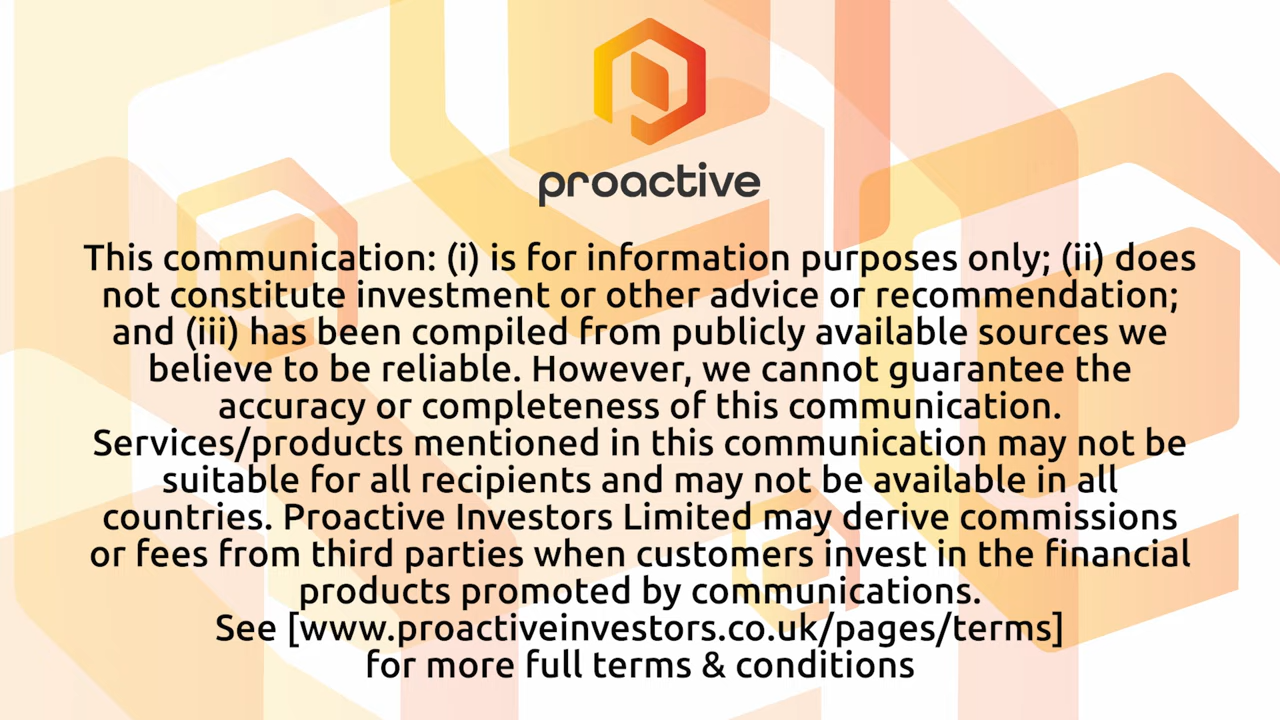 proactive
This communication: (i) is for information purposes only; (ii) does
not constitute investment or other advice or recommendation;
and (iii) has been compiled from publicly available sources we
believe to be reliable. However, we cannot guarantee the
accuracy or completeness of this communication.
Services/products mentioned in this communication may not be
suitable for all recipients and may not be available in all
countries. Proactive Investors Limited may derive commissions
or fees from third parties when customers invest in the financial
products promoted by communications.
See [www.proactiveinvestors.co.uk/pages/terms]
for more full terms & conditions